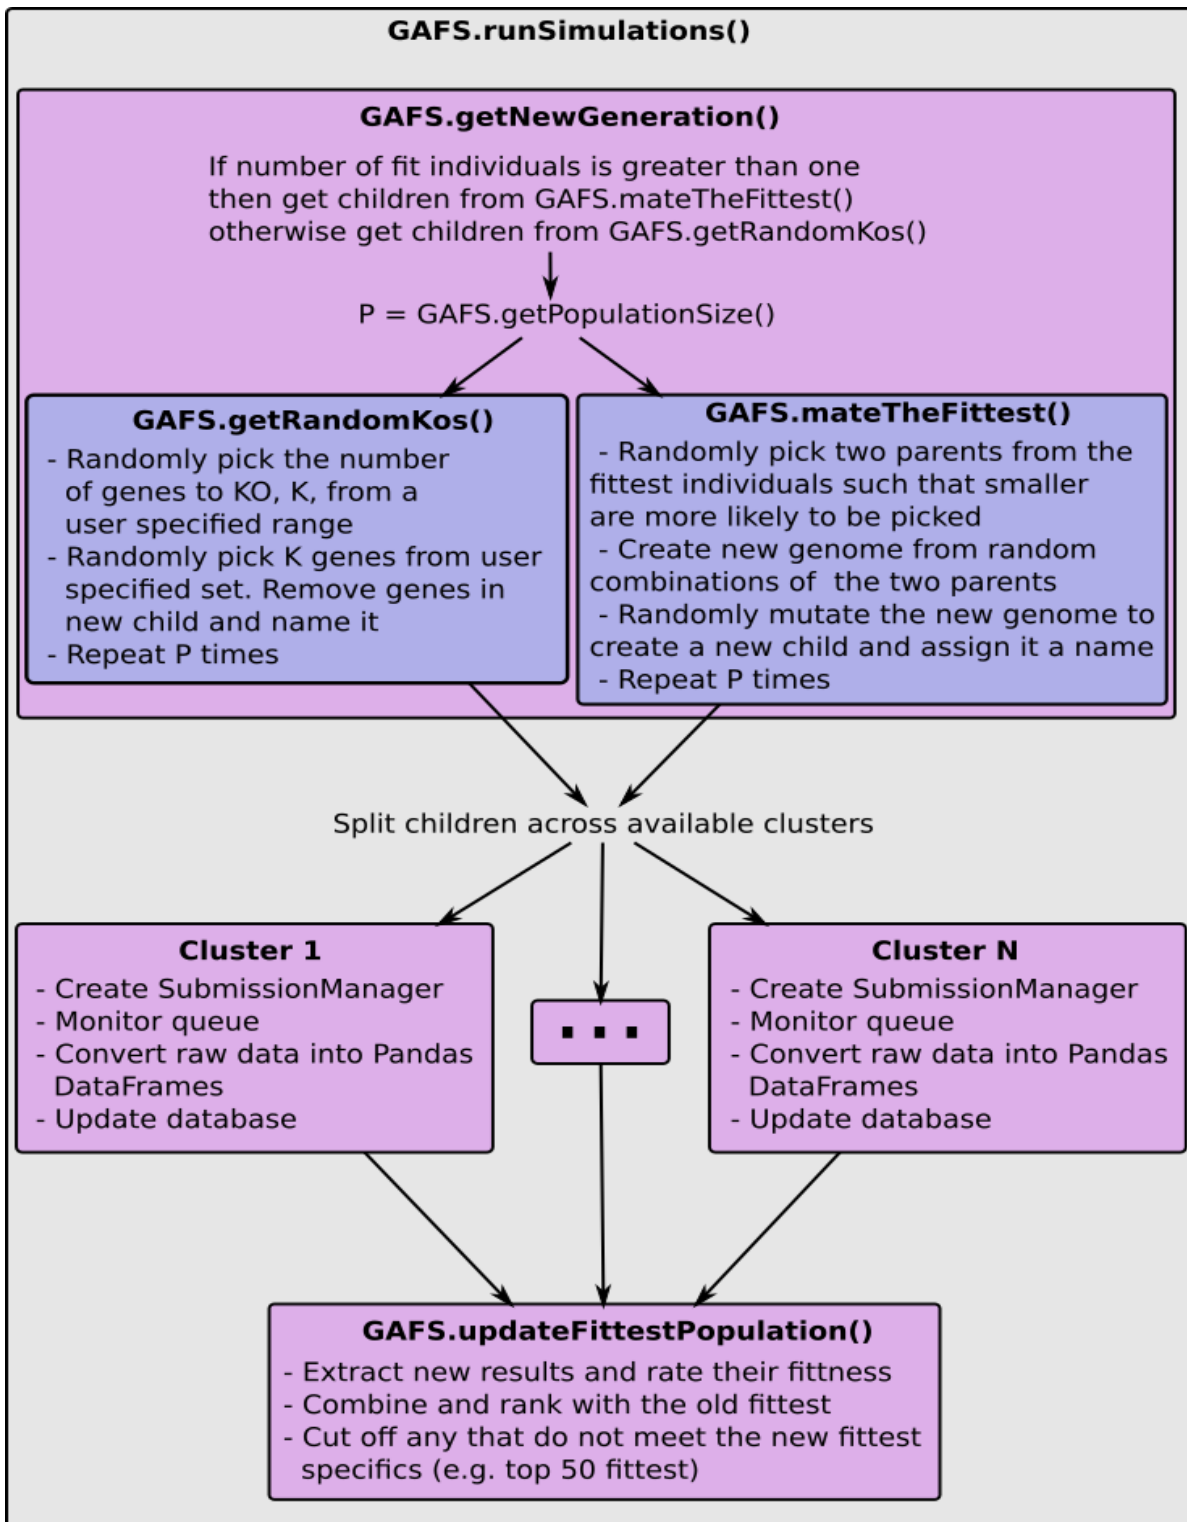 GAFS.runSimulations()
GAFS.getNewGeneration()
If number of fit individuals is greater than one
then get children from GAFS.mateTheFittest()
otherwise get children from GAFS.getRandomKos()
P = GAFS.getPopulationSize()
GAFS.getRandomKos()
- Randomly pick the number
of genes to KO, K, from a
user specified range
- Randomly pick K genes from user
specified set. Remove genes in
new child and name it
- Repeat P times
GAFS.mateTheFittest()
- Randomly pick two parents from the
fittest individuals such that smaller
are more likely to be picked
- Create new genome from random
combinations of the two parents
- Randomly mutate the new genome to
create a new child and assign it a name
- Repeat P times
Split children across available clusters
Cluster 1
- Create SubmissionManager
- Monitor queue
- Convert raw data into Pandas
DataFrames
- Update database
...
Cluster N
- Create SubmissionManager
- Monitor queue
- Convert raw data into Pandas
DataFrames
- Update database
GAFS.updateFittestPopulation()
- Extract new results and rate their fittness
- Combine and rank with the old fittest
- Cut off any that do not meet the new fittest
specifics (e.g. top 50 fittest)